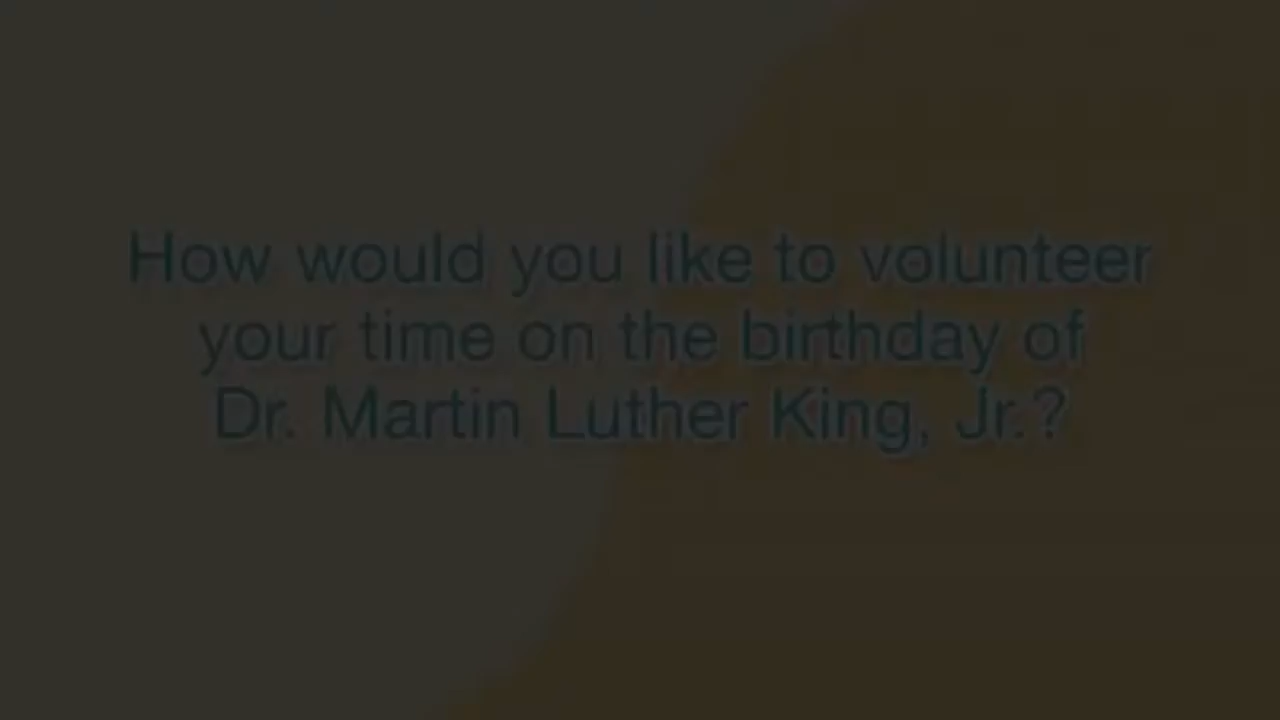 How would you like to volunteer
your time on the birthday of
Dr. Martin Luther King, Jr.?